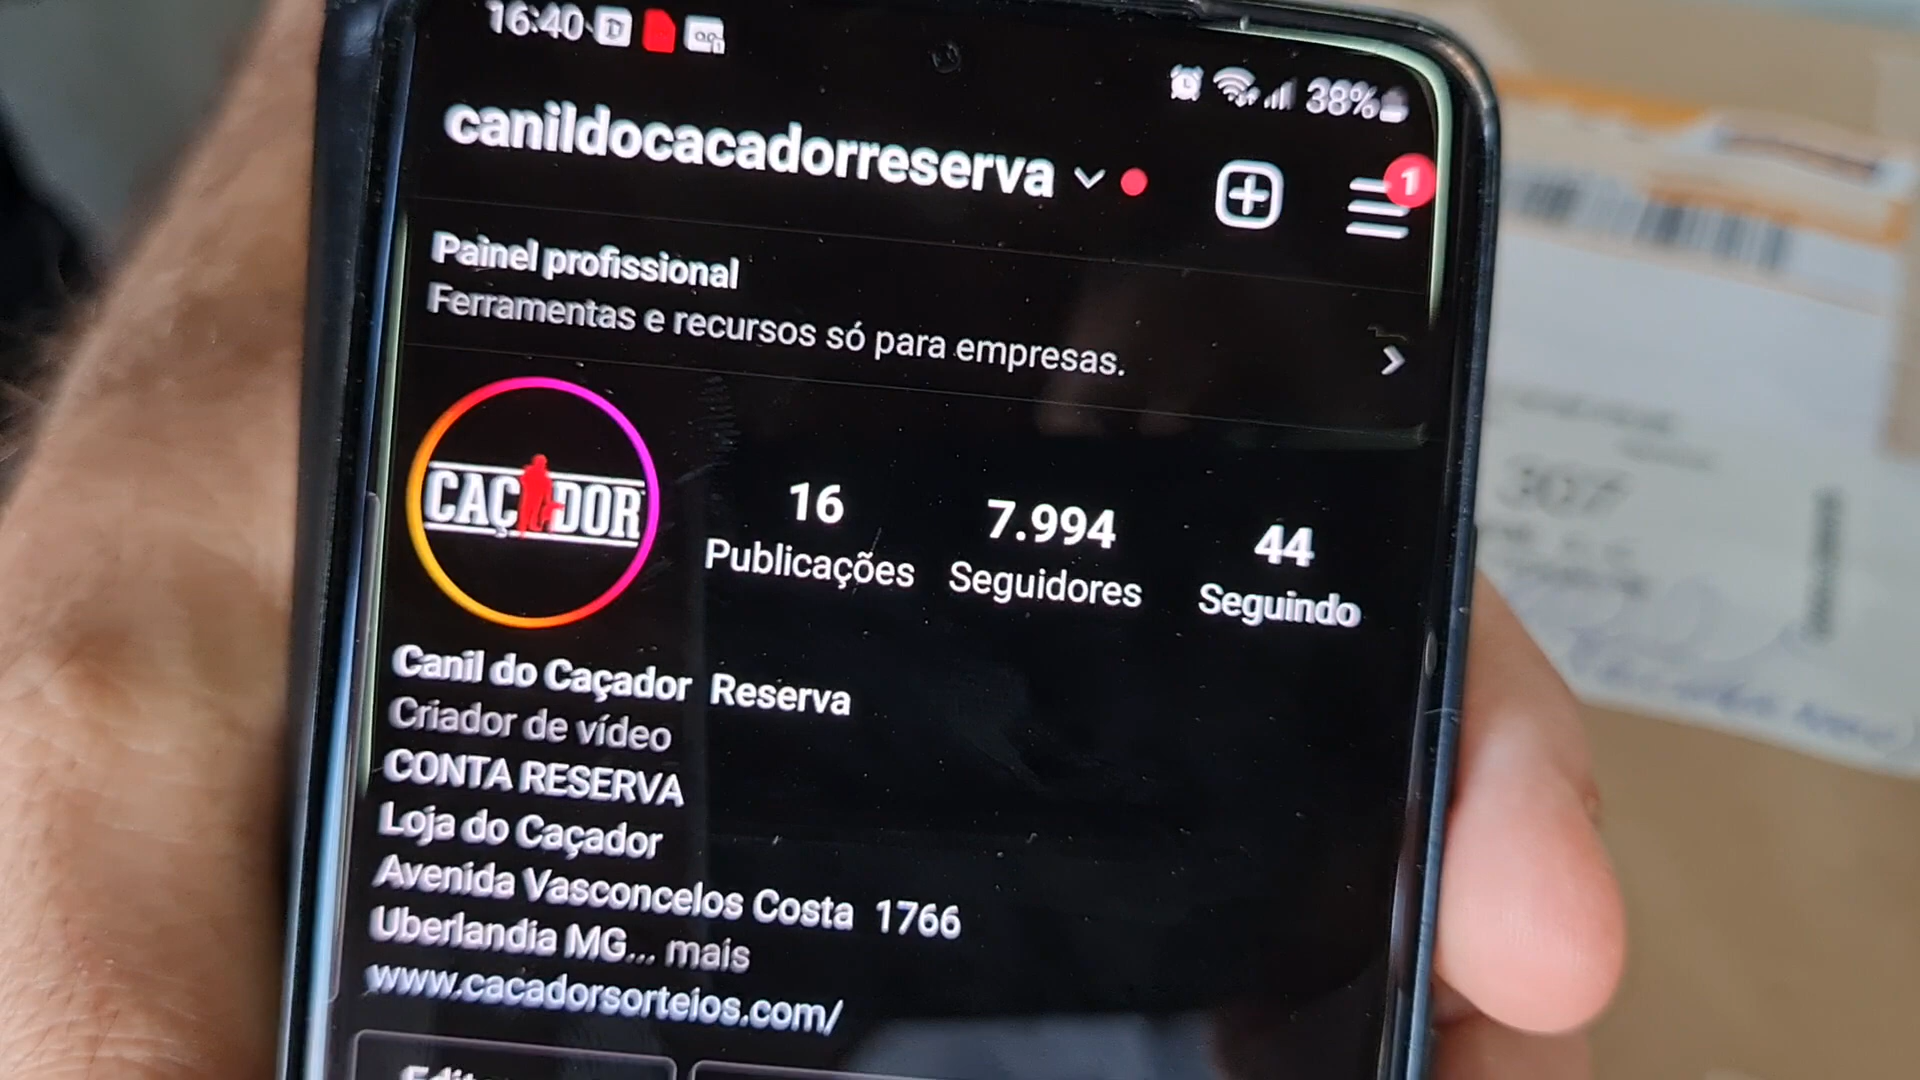 16:40
38%
canildocacadorreserva
1
Painel profissional
Ferramentas e recursos só para empresas.
CAÇADOR
16
Publicações
7.994
Seguidores
44
Seguindo
Canil do Caçador Reserva
Criador de vídeo
CONTA RESERVA
Loja do Caçador
Avenida Vasconcelos Costa 1766
Uberlandia MG... mais
www.cacadorsorteios.com/